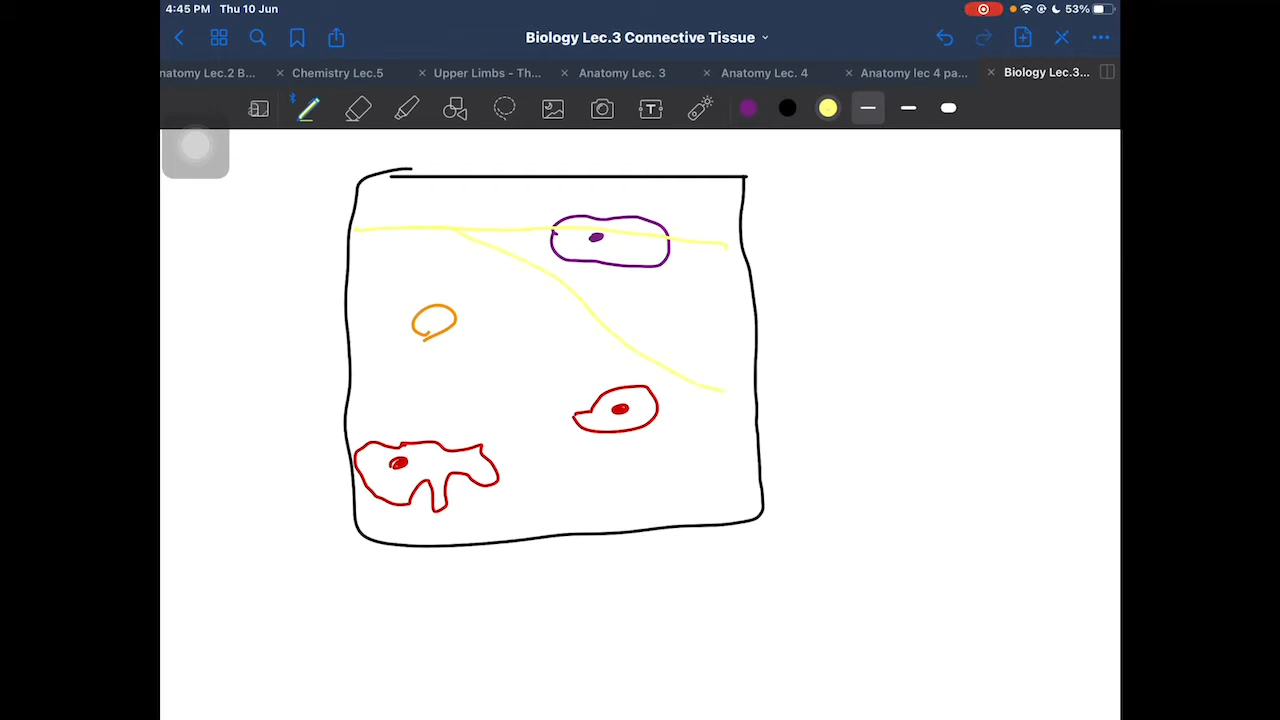 4:45 PM Thu 10 Jun 53%
Biology Lec.3 Connective Tissue
natomy Lec.2 B... Chemistry Lec.5 Upper Limbs - Th... Anatomy Lec. 3 Anatomy Lec. 4 Anatomy lec 4 pa... Biology Lec.3...
T